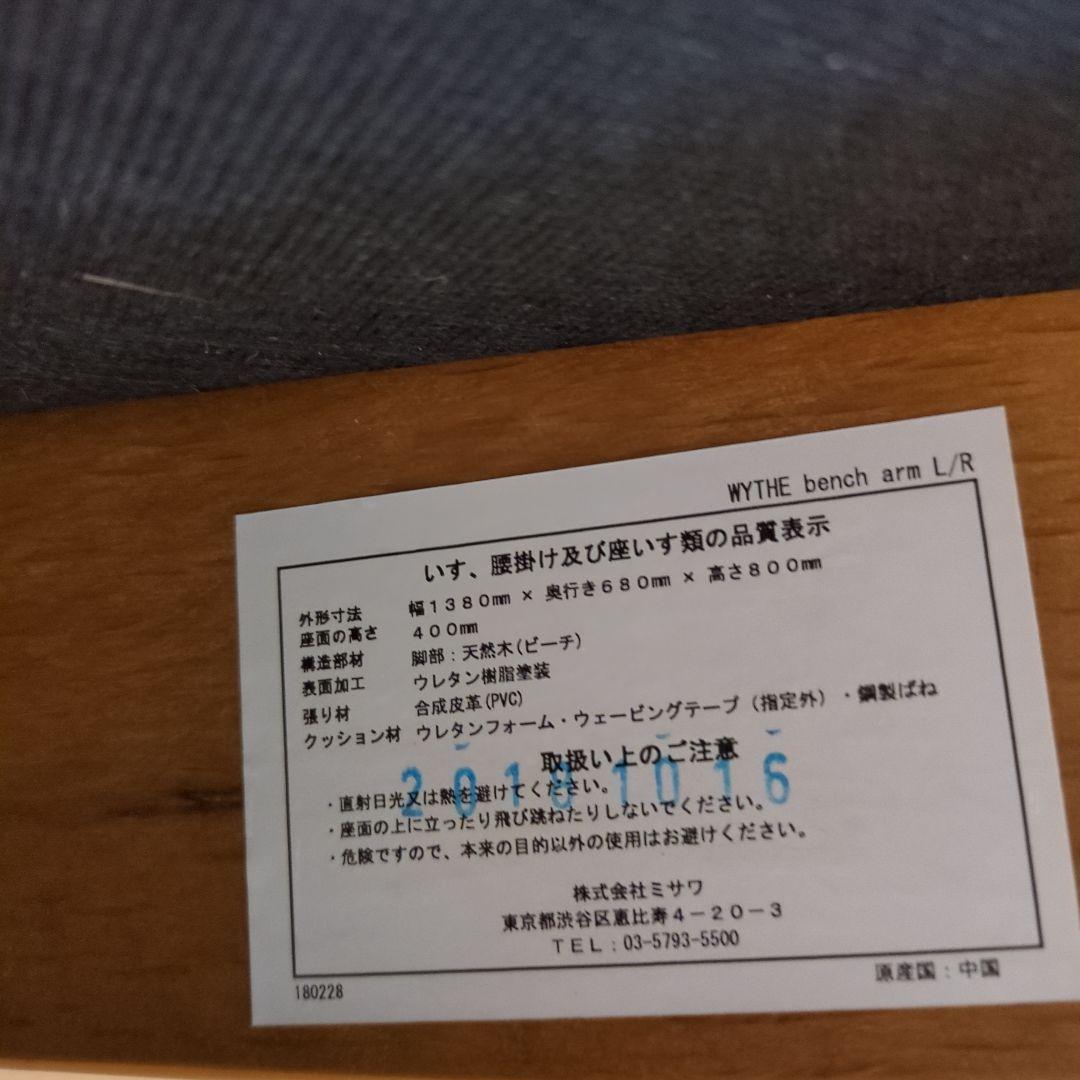 WYTHE bench arm L/R
いす、腰掛け及び座いす類の品質表示
外形寸法 幅1380㎜ × 奥行き680㎜ × 高さ800㎜
座面の高さ 400㎜
構造部材 脚部：天然木(ビーチ)
表面加工 ウレタン樹脂塗装
張り材 合成皮革(PVC)
クッション材 ウレタンフォーム・ウェービングテープ（指定外）・鋼製ばね
取扱い上のご注意
20181016
・直射日光又は熱を避けてください。
・座面の上に立ったり飛び跳ねたりしないでください。
・危険ですので、本来の目的以外の使用はお避けください。
株式会社ミサワ
東京都渋谷区恵比寿4－20－3
TEL：03-5793-5500
180228
原産国：中国